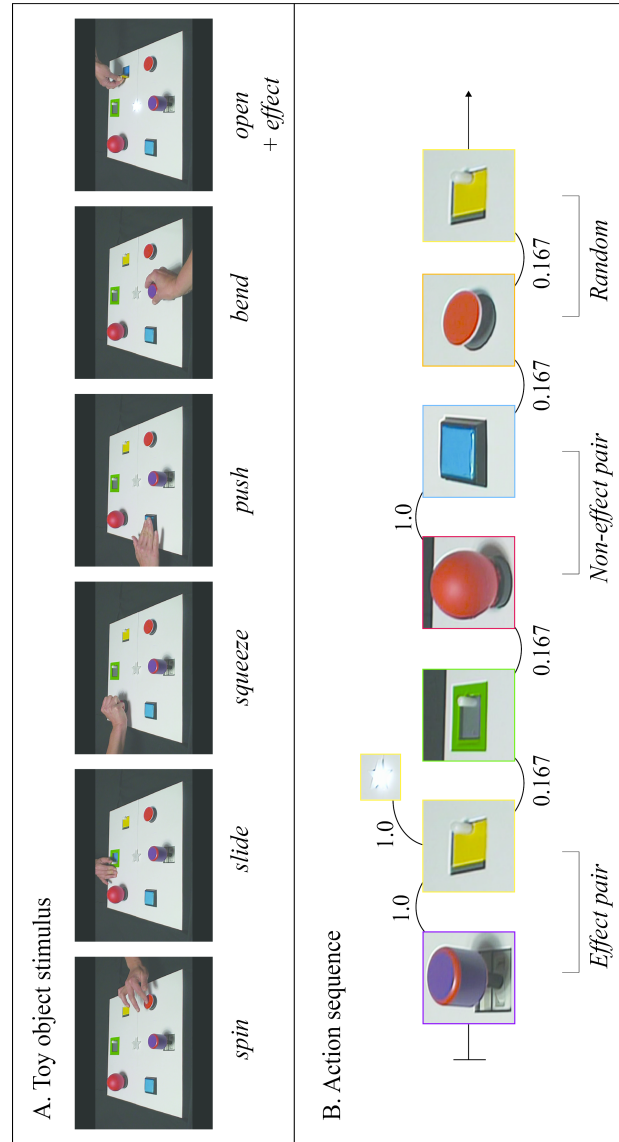 A. Toy object stimulus
spin
slide
squeeze
push
bend
open
+ effect
B. Action sequence
1.0
1.0
0.167
0.167
1.0
0.167
0.167
Effect pair
Non-effect pair
Random